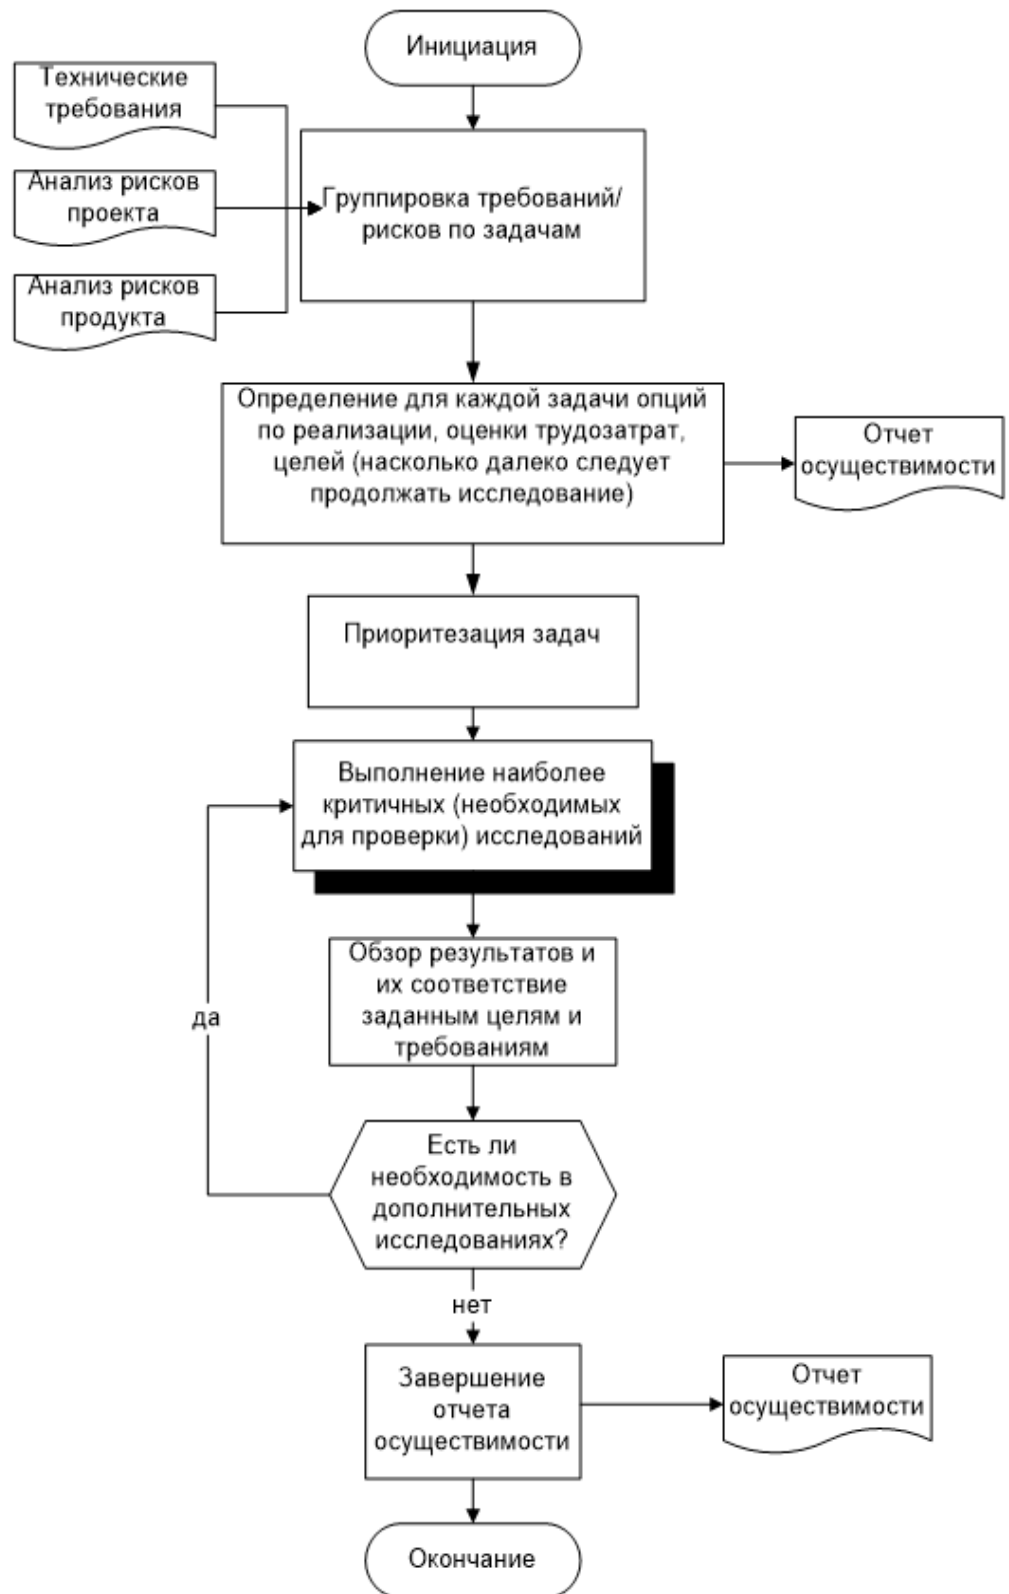 Инициация
Технические
требования
Анализ рисков
проекта
Анализ рисков
продукта
Группировка требований/
рисков по задачам
Определение для каждой задачи опций
по реализации, оценки трудозатрат,
целей (насколько далеко следует
продолжать исследование)
Отчет
осуществимости
Приоритезация задач
Выполнение наиболее
критичных (необходимых
для проверки) исследований
Обзор результатов и
их соответствие
заданным целям и
требованиям
да
Есть ли
необходимость в
дополнительных
исследованиях?
нет
Завершение
отчета
осуществимости
Отчет
осуществимости
Окончание